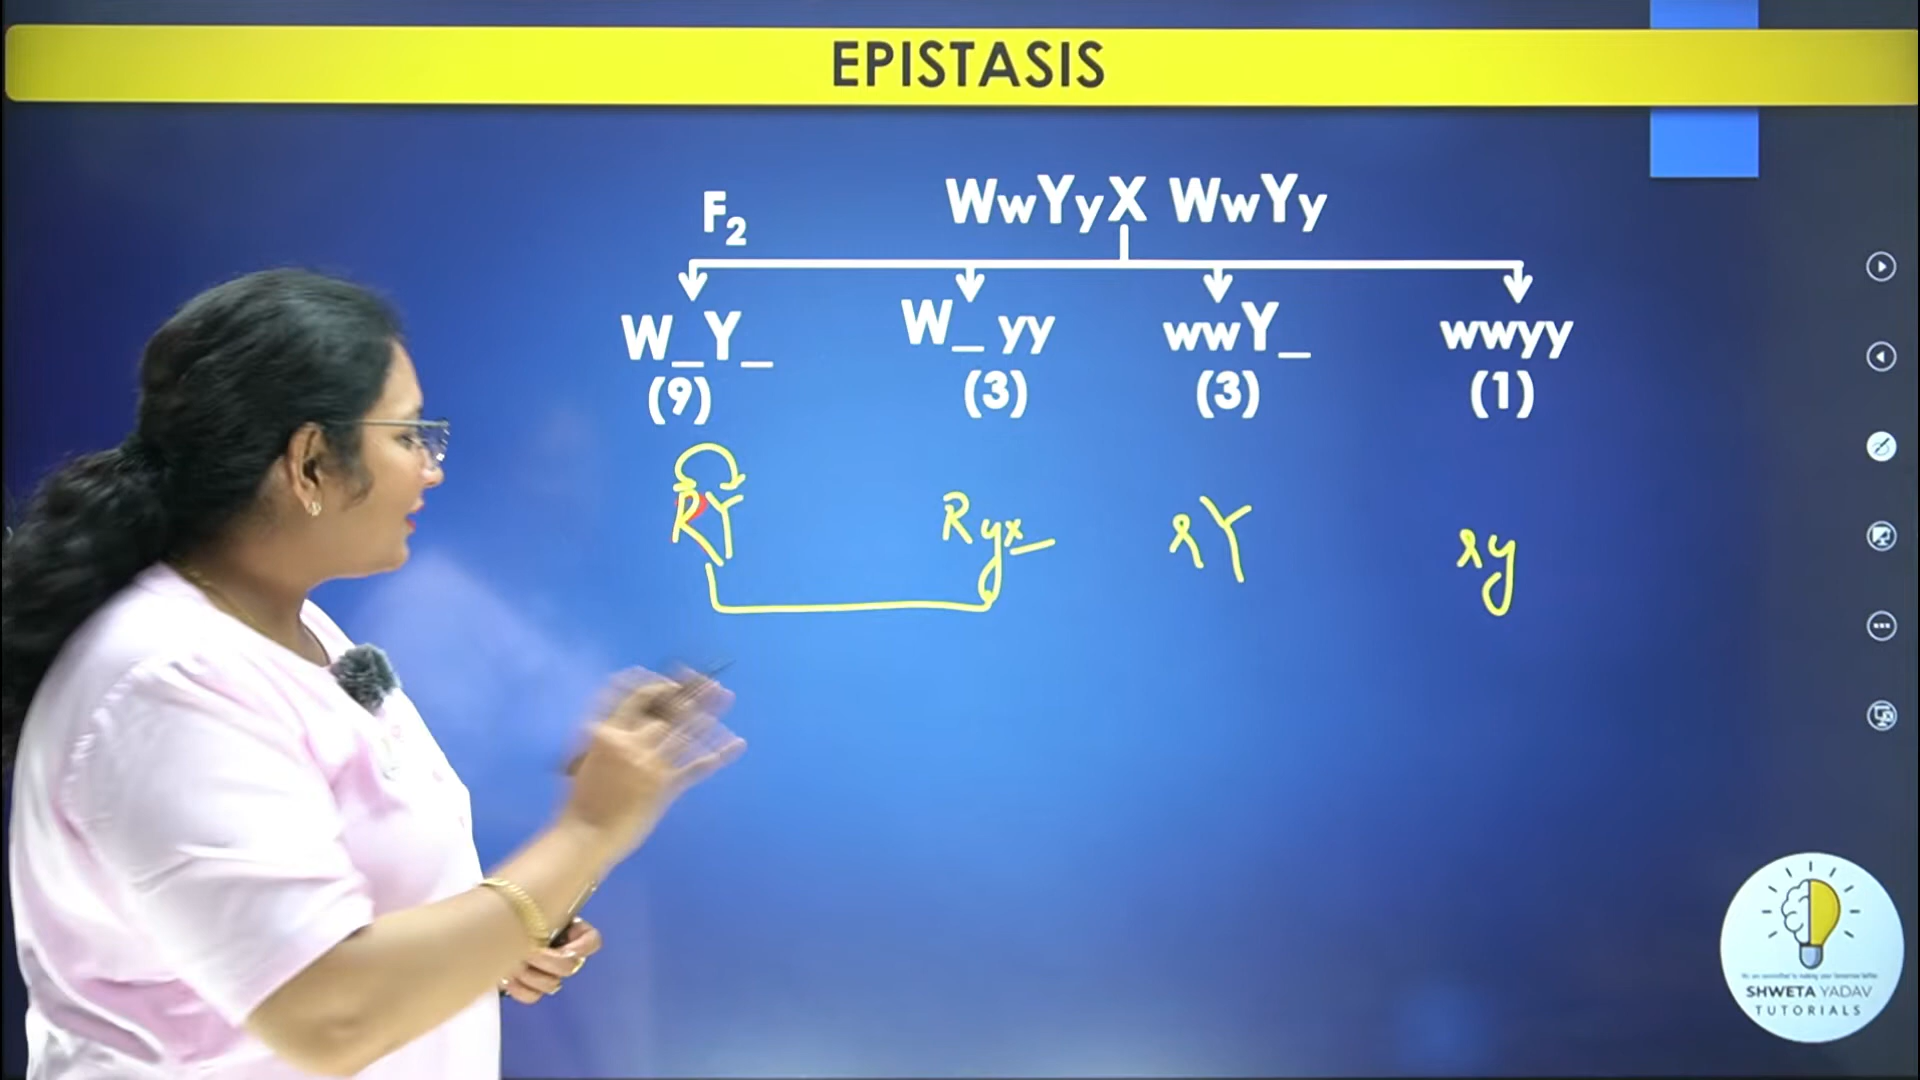 EPISTASIS
F₂ WwYyX WwYy
W_Y_ W_ yy wwY_ wwyy
(9) (3) (3) (1)
RY Ryx_ rY ry
SHWETA YADAV
TUTORIALS